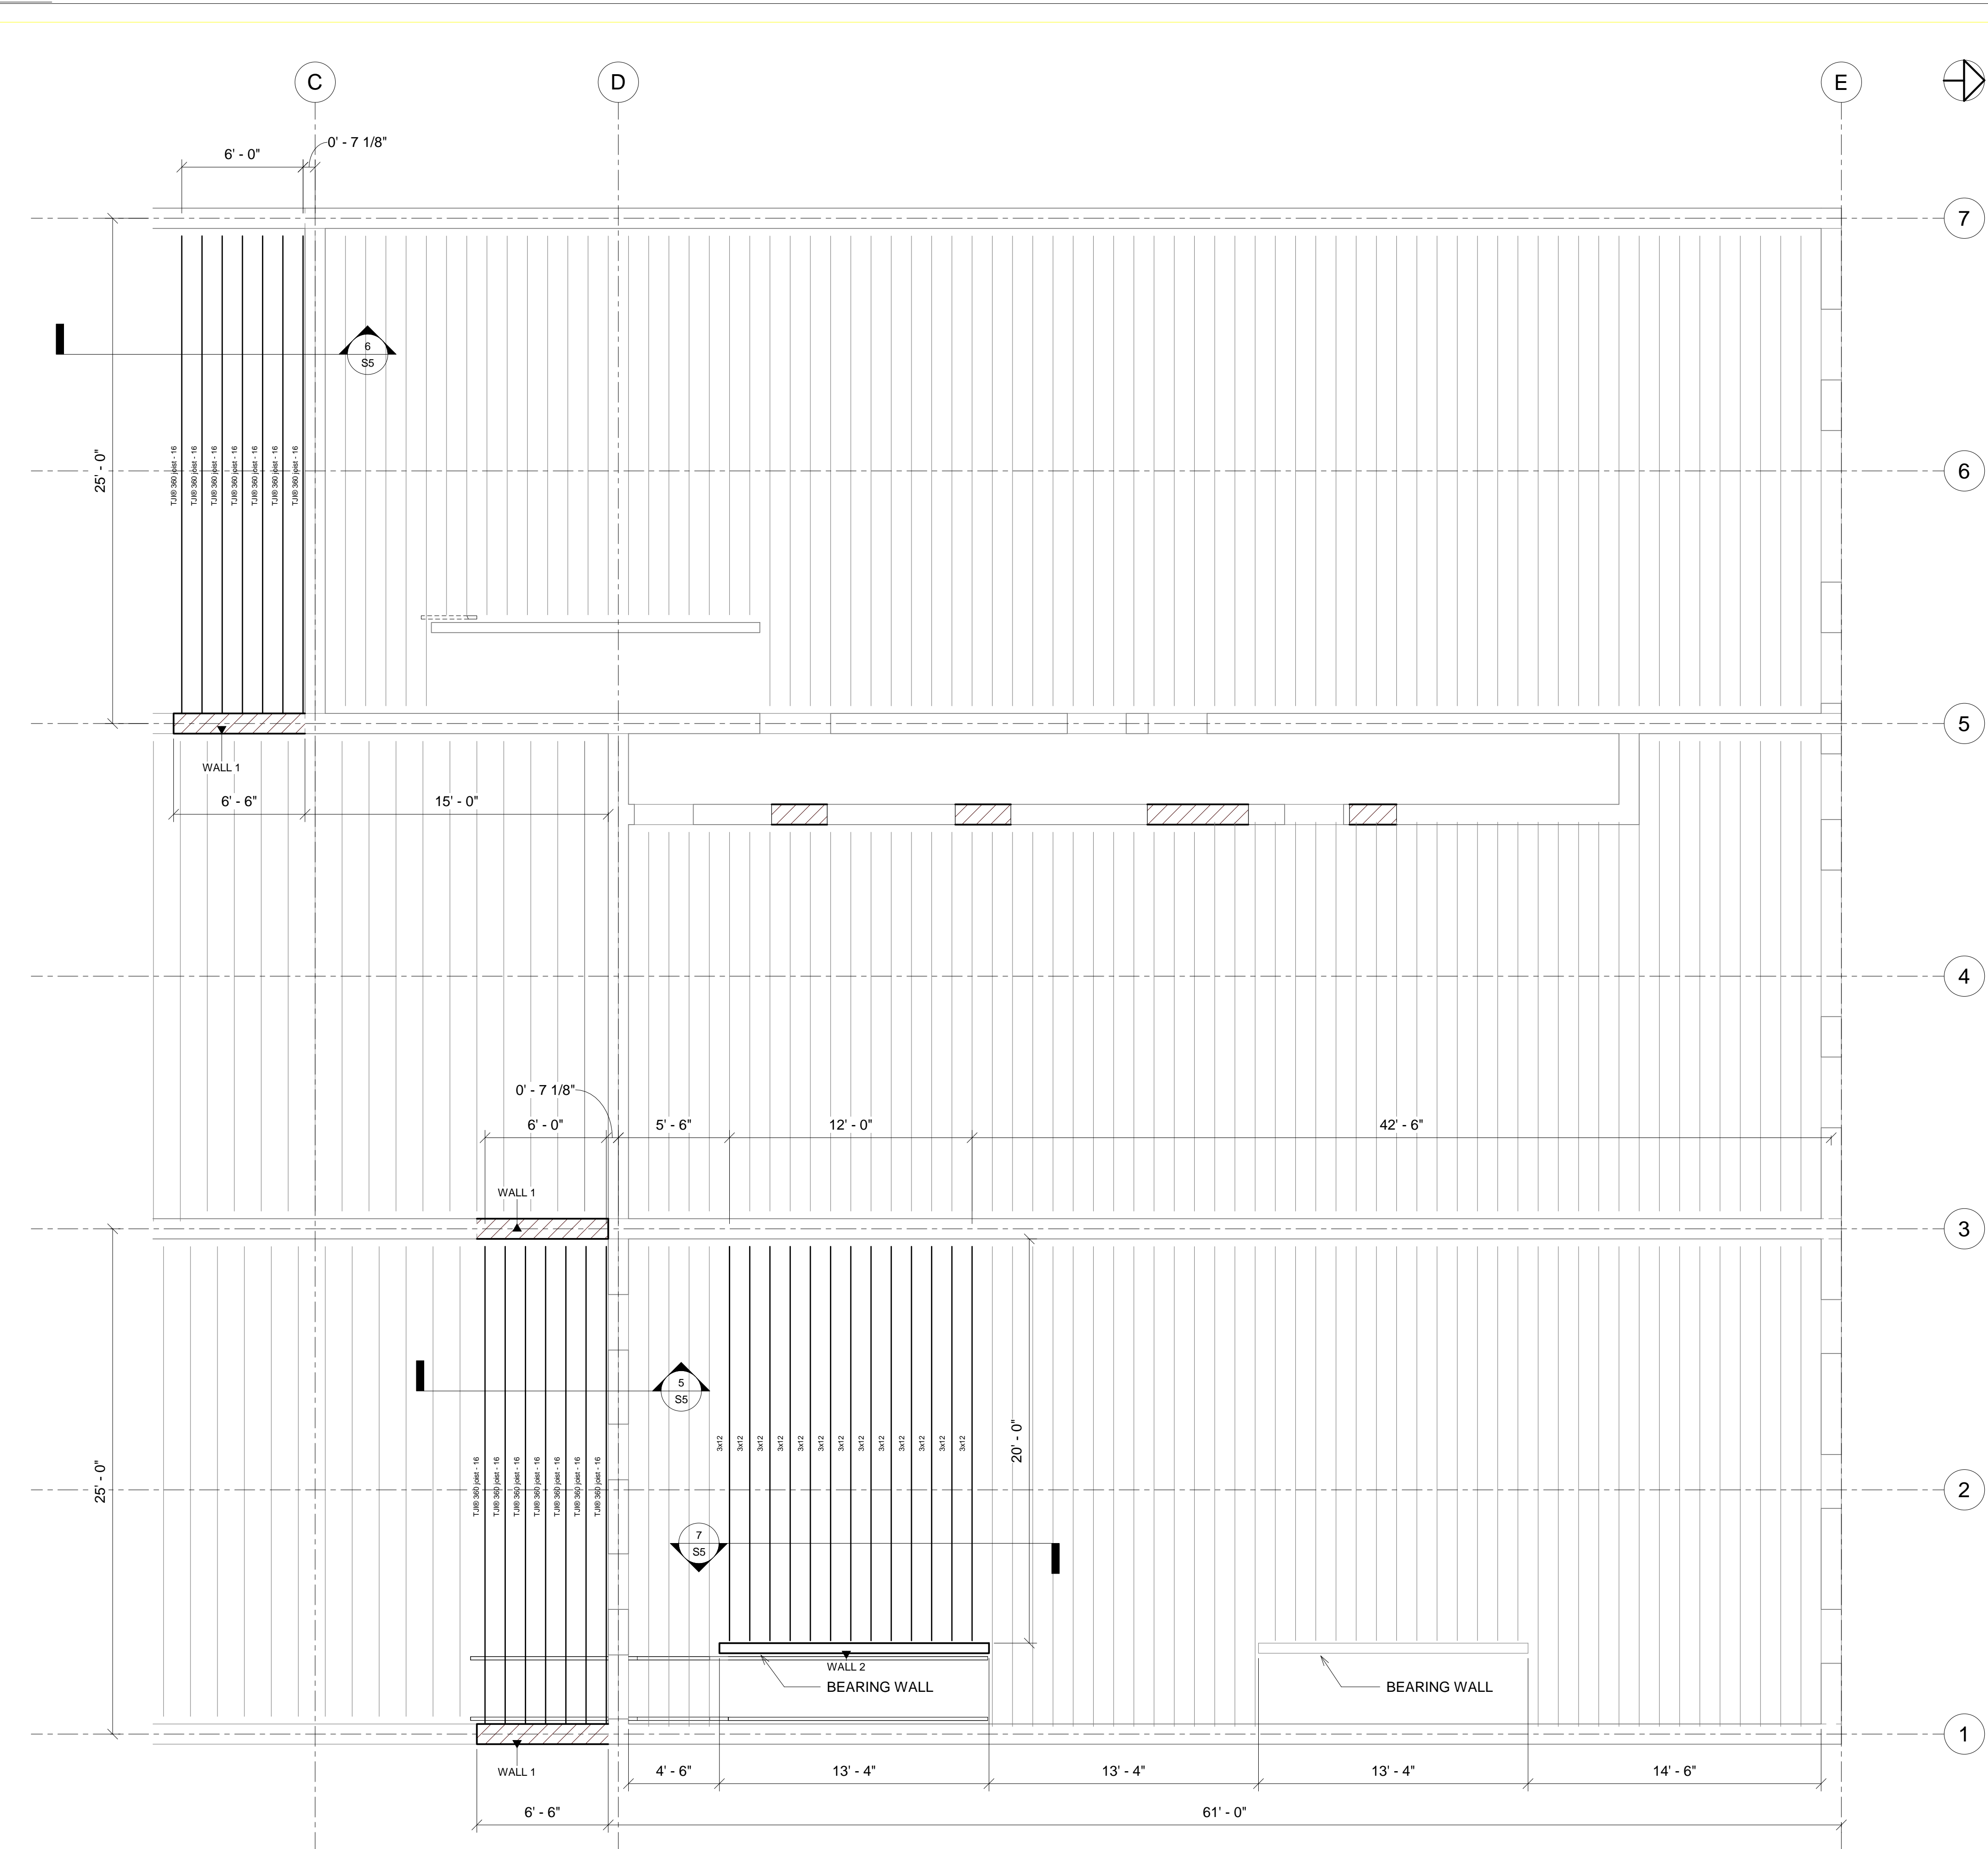 C
D
E
0' - 7 1/8"
6' - 0"
7
6
S5
25' - 0"
TJI® 360 joist - 16
TJI® 360 joist - 16
TJI® 360 joist - 16
TJI® 360 joist - 16
TJI® 360 joist - 16
TJI® 360 joist - 16
TJI® 360 joist - 16
6
5
WALL 1
6' - 6"
15' - 0"
4
0' - 7 1/8"
6' - 0"
5' - 6"
12' - 0"
42' - 6"
WALL 1
3
5
S5
20' - 0"
3x12
3x12
3x12
3x12
3x12
3x12
3x12
3x12
3x12
3x12
3x12
3x12
3x12
25' - 0"
TJI® 360 joist - 16
TJI® 360 joist - 16
TJI® 360 joist - 16
TJI® 360 joist - 16
TJI® 360 joist - 16
TJI® 360 joist - 16
TJI® 360 joist - 16
2
7
S5
WALL 2
BEARING WALL
BEARING WALL
1
WALL 1
4' - 6"
13' - 4"
13' - 4"
13' - 4"
14' - 6"
6' - 6"
61' - 0"